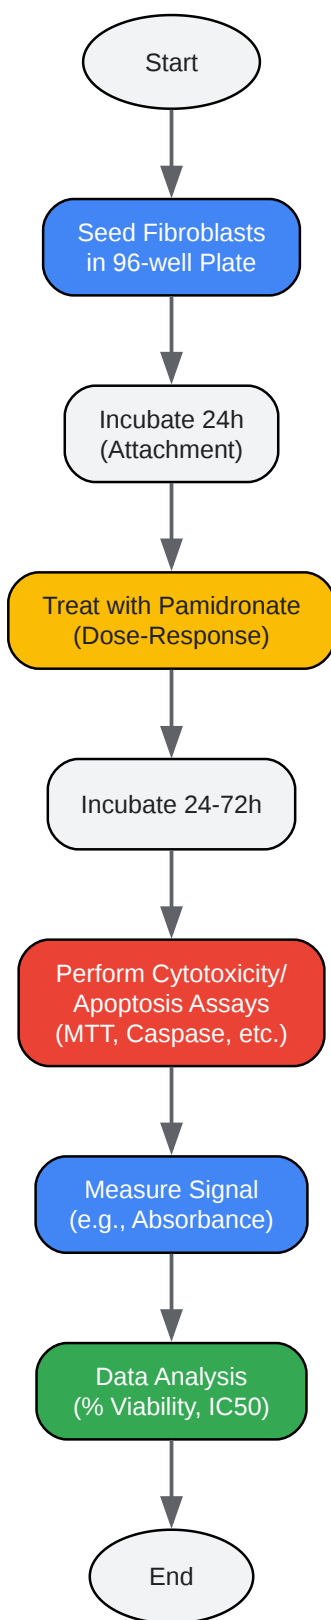 Start
Seed Fibroblasts
in 96-well Plate
Incubate 24h
(Attachment)
Treat with Pamidronate
(Dose-Response)
Incubate 24-72h
Perform Cytotoxicity/
Apoptosis Assays
(MTT, Caspase, etc.)
Measure Signal
(e.g., Absorbance)
Data Analysis
(% Viability, IC50)
End